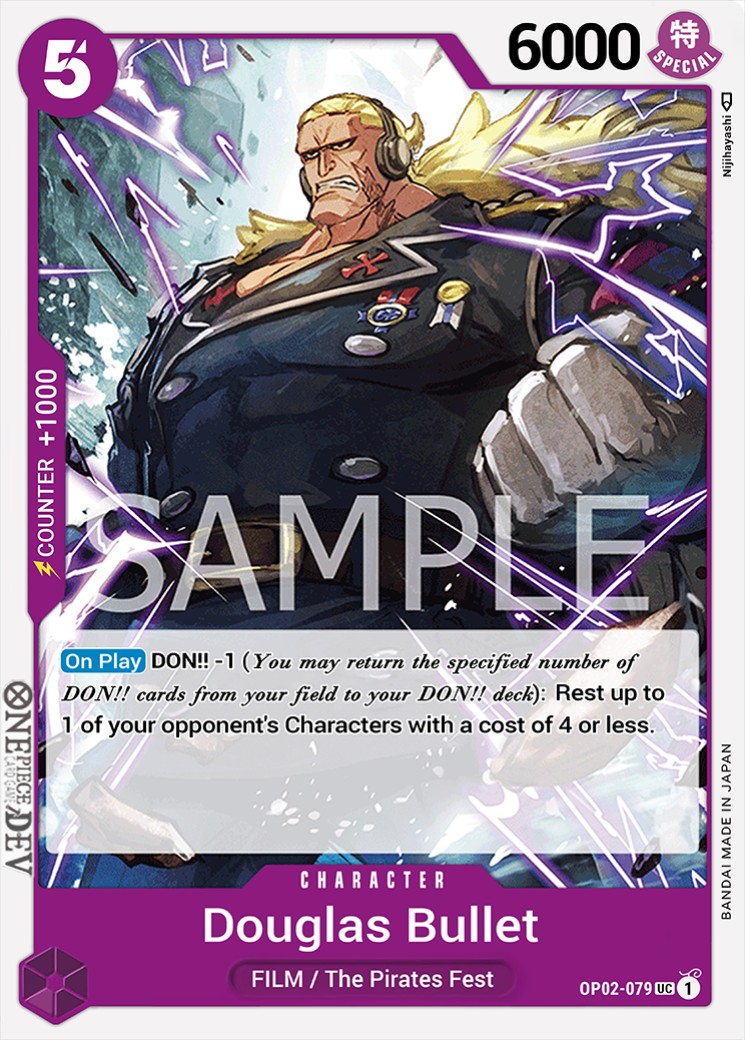 5
6000
特
SPECIAL
Nijihayashi
COUNTER +1000
SAMPLE
On Play DON!! -1 (You may return the specified number of
DON!! cards from your field to your DON!! deck): Rest up to
1 of your opponent's Characters with a cost of 4 or less.
ONE PIECE
CARD GAME
.DEV
BANDAI MADE IN JAPAN
CHARACTER
Douglas Bullet
FILM / The Pirates Fest
OP02-079 UC 1